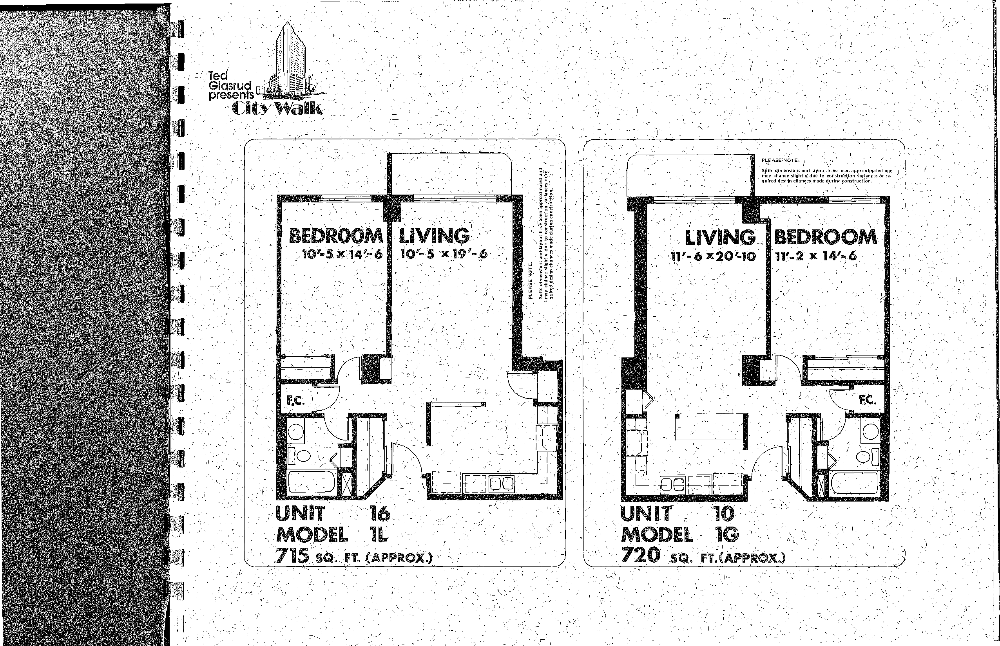 Ted
Glasrud
presents
City Walk
BEDROOM
10'-5 x 14'-6
LIVING
10'-5 x 19'-6
PLEASE NOTE:
Suite dimensions and layout have been approximated and
may change slightly due to construction variances or re-
quired design changes made during construction.
F.C.
UNIT 16
MODEL 1L
715 SQ. FT. (APPROX.)
PLEASE NOTE:
Suite dimensions and layout have been approximated and
may change slightly due to construction variances or re-
quired design changes made during construction.
LIVING
11'-6 x 20'-10
BEDROOM
11'-2 x 14'-6
F.C.
UNIT 10
MODEL 1G
720 SQ. FT. (APPROX.)